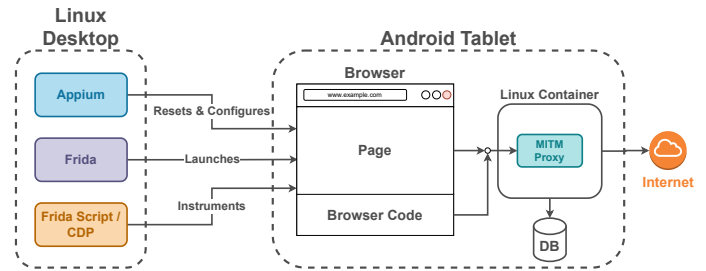 Linux
Desktop
Appium
Frida
Frida Script /
CDP
Resets & Configures
Launches
Instruments
Android Tablet
Browser
www.example.com
Page
Browser Code
Linux Container
MITM
Proxy
DB
Internet